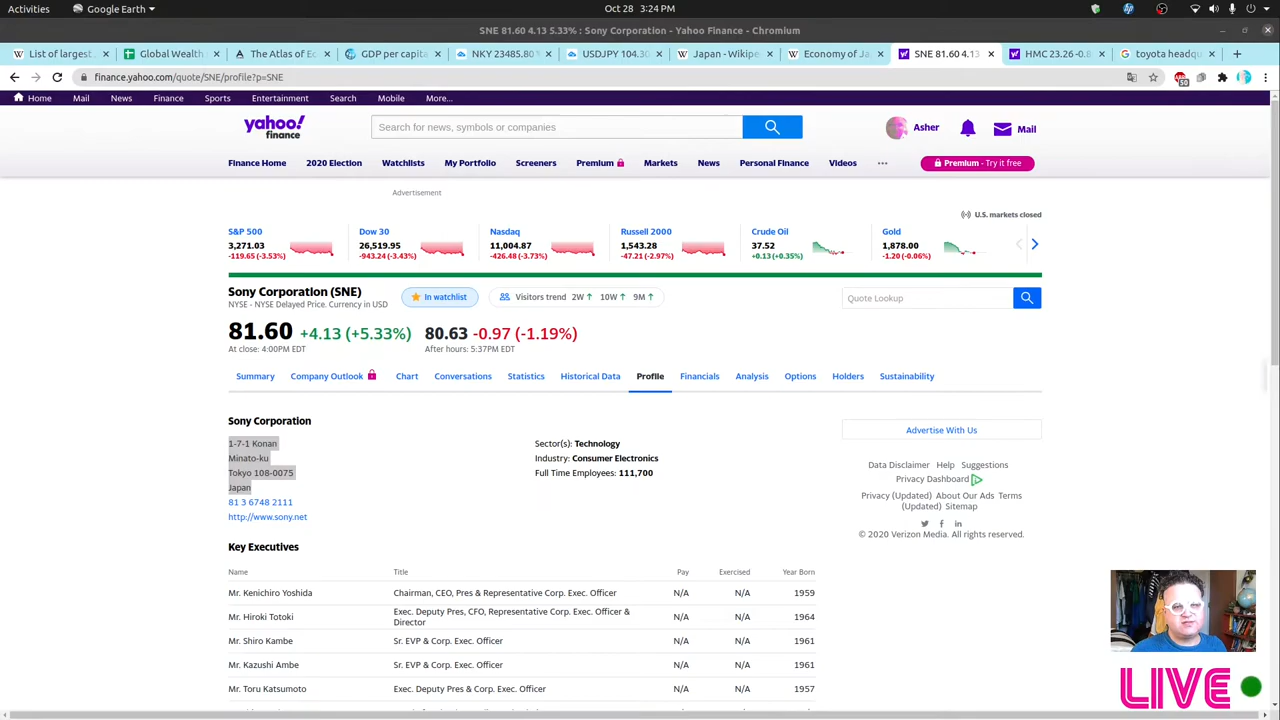 Activities Google Earth Oct 28 3:04 PM
SNE 81.60 4.13 5.33% : Sony Corporation - Yahoo Finance - Chromium
List of largest Global Wealth The Atlas of Ec GDP per capita NKY 23485.80 USDJPY 104.30 Japan - Wikipe Economy of Ja SNE 81.60 4.13 HMC 23.26 -0.8 toyota headqu
finance.yahoo.com/quote/SNE/profile?p=SNE 50
Home Mail News Finance Sports Entertainment Search Mobile More...
yahoo! finance Search for news, symbols or companies Asher Mail
Finance Home 2020 Election Watchlists My Portfolio Screeners Premium Markets News Personal Finance Videos Premium - Try it free
Advertisement
U.S. markets closed
S&P 500 Dow 30 Nasdaq Russell 2000 Crude Oil Gold
3,271.03 26,519.95 11,004.87 1,543.28 37.52 1,878.00
-119.65 (-3.53%) -943.24 (-3.43%) -426.48 (-3.73%) -47.21 (-2.97%) +0.13 (+0.35%) -1.20 (-0.06%)
Sony Corporation (SNE) In watchlist Visitors trend 2W ↑ 10W ↑ 9M ↑ Quote Lookup
NYSE - NYSE Delayed Price. Currency in USD
81.60 +4.13 (+5.33%) 80.63 -0.97 (-1.19%)
At close: 4:00PM EDT After hours: 5:37PM EDT
Summary Company Outlook Chart Conversations Statistics Historical Data Profile Financials Analysis Options Holders Sustainability
Sony Corporation
1-7-1 Konan
Minato-ku
Tokyo 108-0075
Japan
81 3 6748 2111
http://www.sony.net
Sector(s): Technology
Industry: Consumer Electronics
Full Time Employees: 111,700
Advertise With Us
Data Disclaimer Help Suggestions
Privacy Dashboard
Privacy (Updated) About Our Ads Terms
(Updated) Sitemap
© 2020 Verizon Media. All rights reserved.
Key Executives
Name Title Pay Exercised Year Born
Mr. Kenichiro Yoshida Chairman, CEO, Pres & Representative Corp. Exec. Officer N/A N/A 1959
Mr. Hiroki Totoki Exec. Deputy Pres, CFO, Representative Corp. Exec. Officer & N/A N/A 1964
Director
Mr. Shiro Kambe Sr. EVP & Corp. Exec. Officer N/A N/A 1961
Mr. Kazushi Ambe Sr. EVP & Corp. Exec. Officer N/A N/A 1961
Mr. Toru Katsumoto Exec. Deputy Pres & Corp. Exec. Officer N/A N/A 1957
LIVE